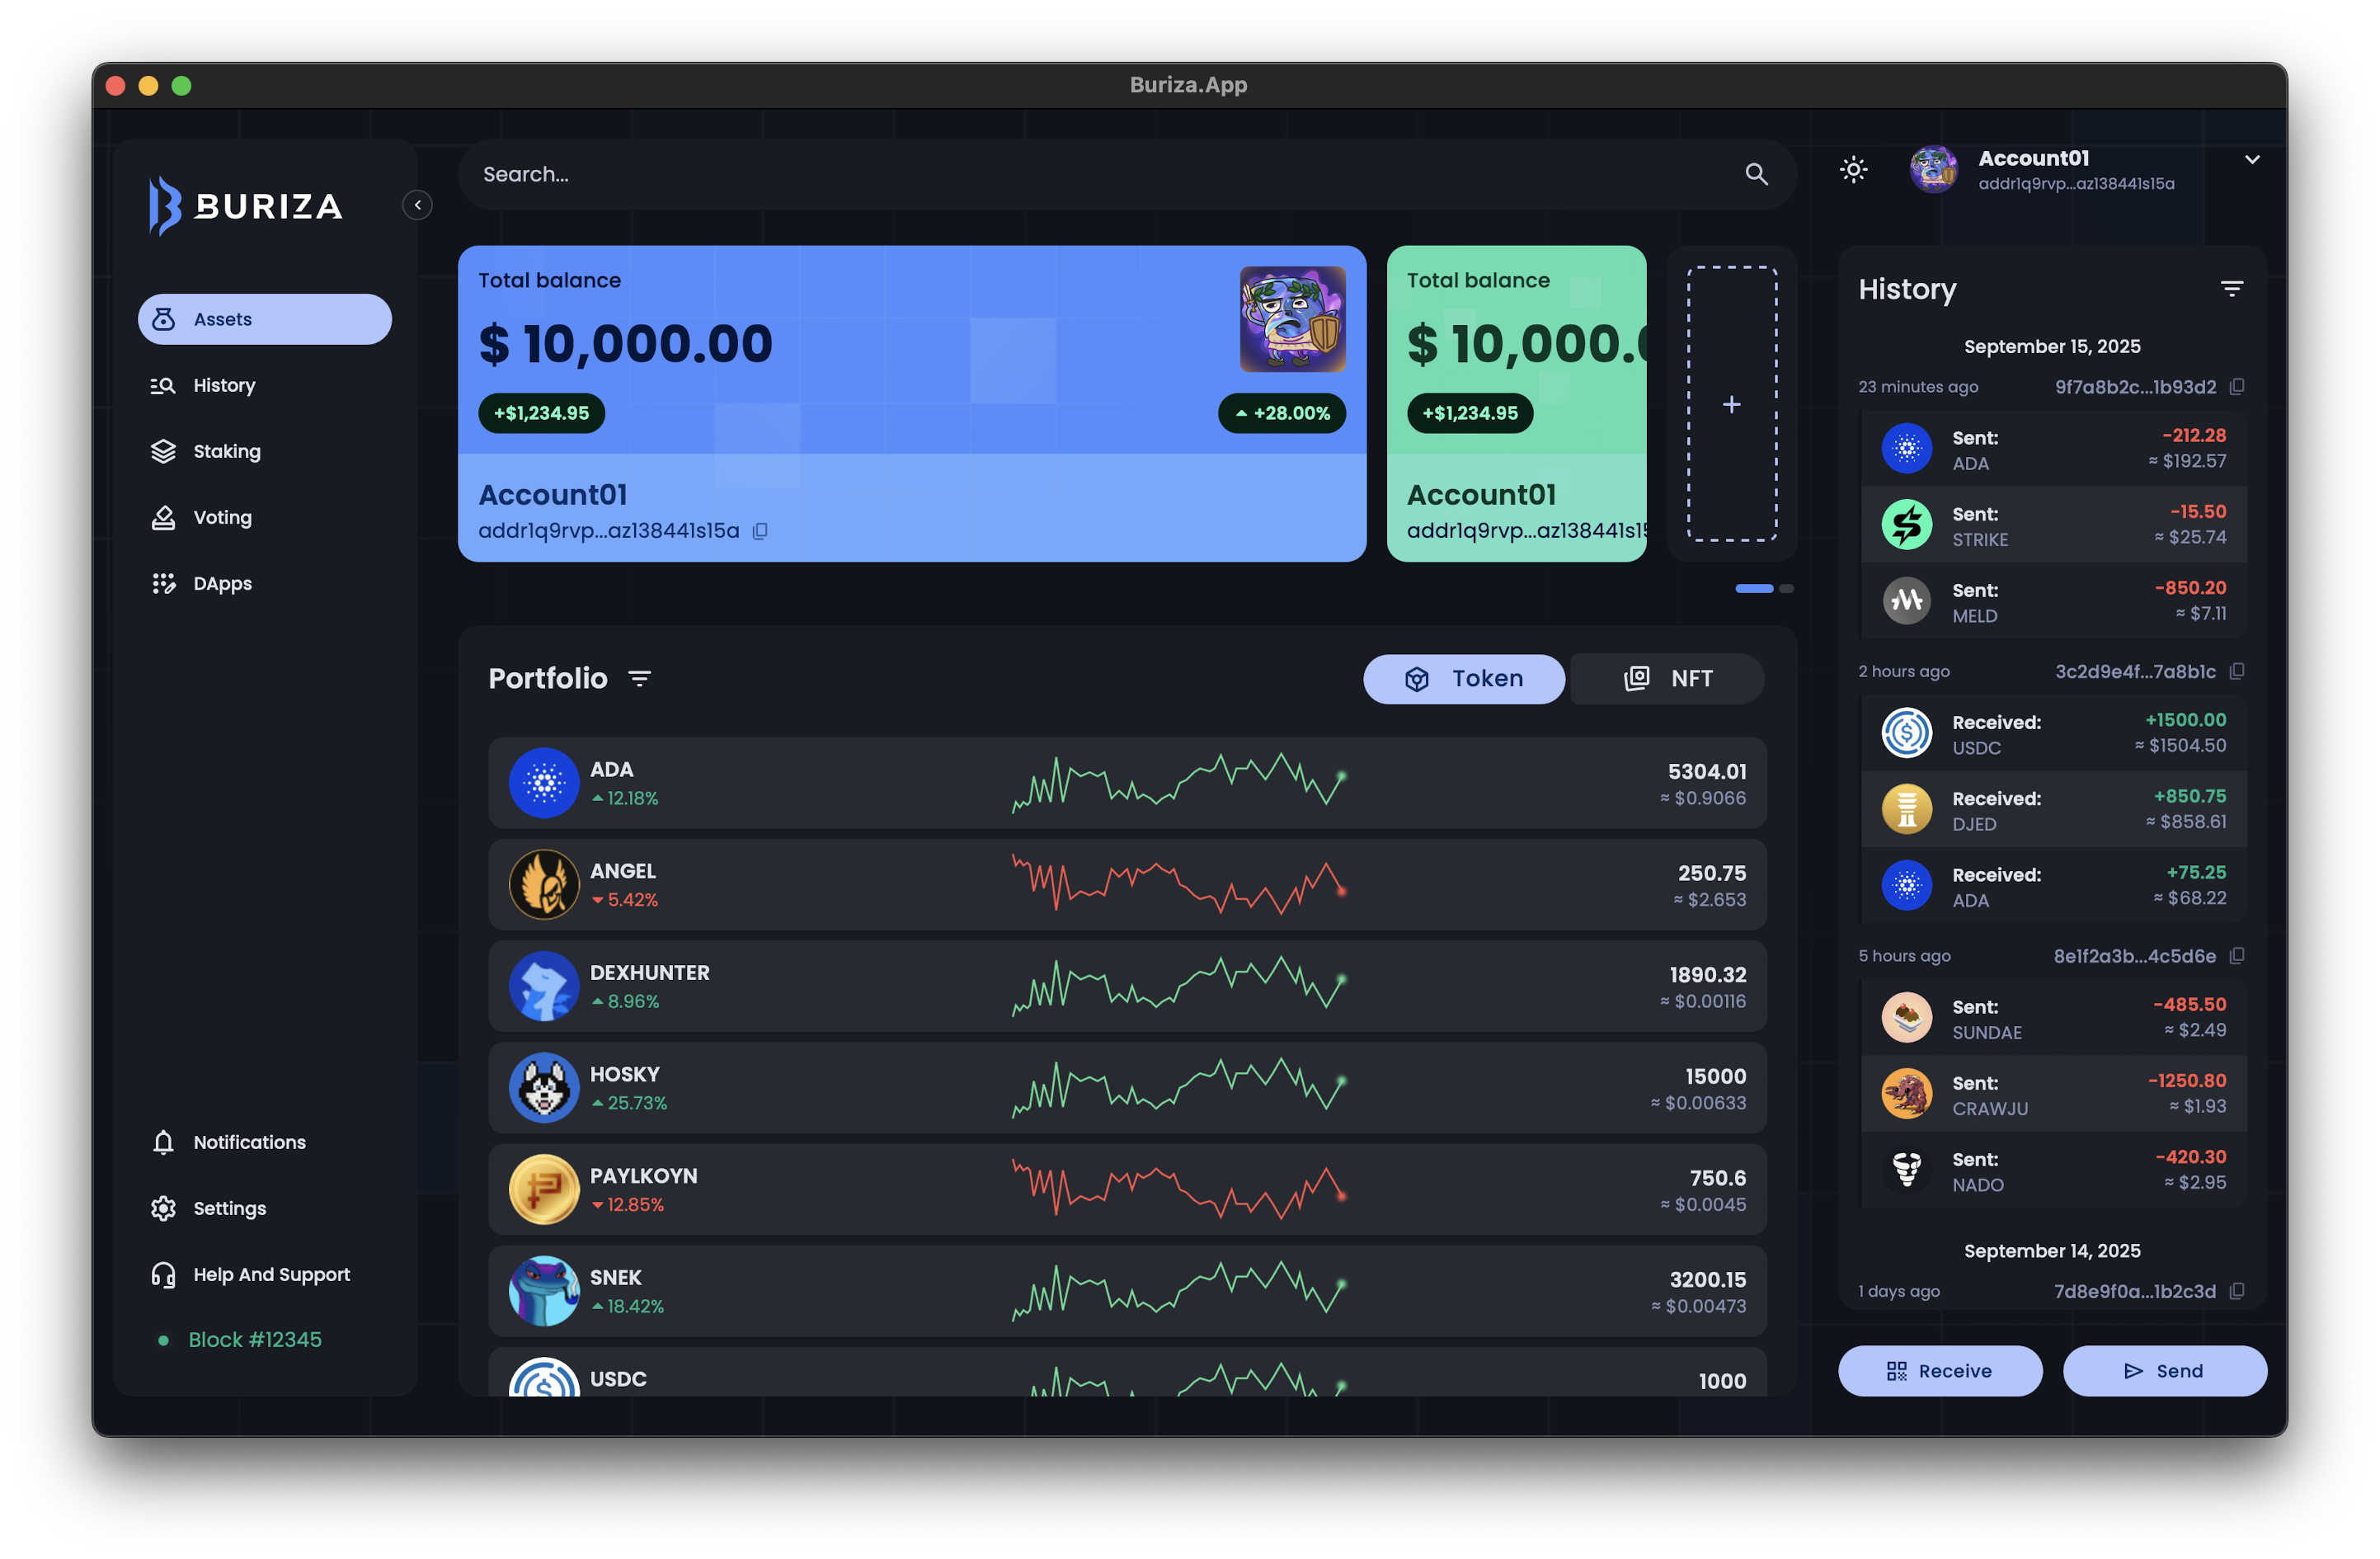 Buriza.App
BURIZA
Assets
History
Staking
Voting
DApps
Notifications
Settings
Help And Support
Block #12345
Search...
Account01
addr1q9rvp...az138441s15a
Total balance
$ 10,000.00
+$1,234.95
+28.00%
Account01
addr1q9rvp...az138441s15a
Total balance
$ 10,000.0
+$1,234.95
Account01
addr1q9rvp...az138441s15
+
Portfolio
Token
NFT
ADA
12.18%
5304.01
≈ $0.9066
ANGEL
5.42%
250.75
≈ $2.653
DEXHUNTER
8.96%
1890.32
≈ $0.00116
HOSKY
25.73%
15000
≈ $0.00633
PAYLKOYN
12.85%
750.6
≈ $0.0045
SNEK
18.42%
3200.15
≈ $0.00473
USDC
1000
History
September 15, 2025
23 minutes ago
9f7a8b2c...1b93d2
Sent:
ADA
-212.28
≈ $192.57
Sent:
STRIKE
-15.50
≈ $25.74
Sent:
MELD
-850.20
≈ $7.11
2 hours ago
3c2d9e4f...7a8b1c
Received:
USDC
+1500.00
≈ $1504.50
Received:
DJED
+850.75
≈ $858.61
Received:
ADA
+75.25
≈ $68.22
5 hours ago
8e1f2a3b...4c5d6e
Sent:
SUNDAE
-485.50
≈ $2.49
Sent:
CRAWJU
-1250.80
≈ $1.93
Sent:
NADO
-420.30
≈ $2.95
September 14, 2025
1 days ago
7d8e9f0a...1b2c3d
Receive
Send